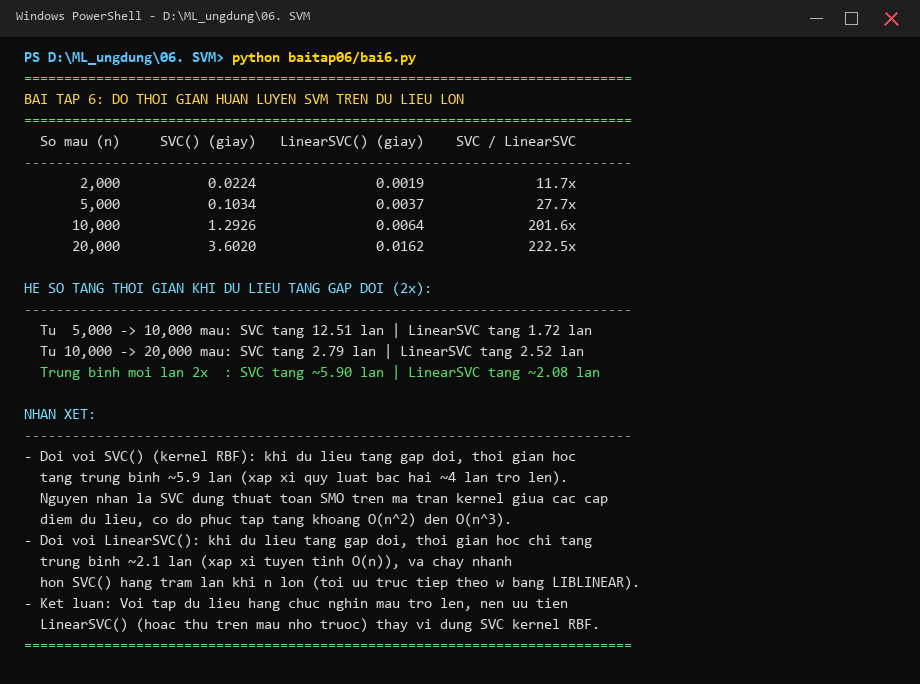 Windows PowerShell - D:\ML_ungdung\06. SVM
PS D:\ML_ungdung\06. SVM> python baitap06/bai6.py
============================================================================
BAI TAP 6: DO THOI GIAN HUAN LUYEN SVM TREN DU LIEU LON
============================================================================
So mau (n)     SVC() (giay)   LinearSVC() (giay)    SVC / LinearSVC
----------------------------------------------------------------------------
2,000           0.0224               0.0019              11.7x
5,000           0.1034               0.0037              27.7x
10,000           1.2926               0.0064             201.6x
20,000           3.6020               0.0162             222.5x
HE SO TANG THOI GIAN KHI DU LIEU TANG GAP DOI (2x):
----------------------------------------------------------------------------
Tu  5,000 -> 10,000 mau: SVC tang 12.51 lan | LinearSVC tang 1.72 lan
Tu 10,000 -> 20,000 mau: SVC tang 2.79 lan | LinearSVC tang 2.52 lan
Trung binh moi lan 2x  : SVC tang ~5.90 lan | LinearSVC tang ~2.08 lan
NHAN XET:
----------------------------------------------------------------------------
- Doi voi SVC() (kernel RBF): khi du lieu tang gap doi, thoi gian hoc
tang trung binh ~5.9 lan (xap xi quy luat bac hai ~4 lan tro len).
Nguyen nhan la SVC dung thuat toan SMO tren ma tran kernel giua cac cap
diem du lieu, co do phuc tap tang khoang O(n^2) den O(n^3).
- Doi voi LinearSVC(): khi du lieu tang gap doi, thoi gian hoc chi tang
trung binh ~2.1 lan (xap xi tuyen tinh O(n)), va chay nhanh
hon SVC() hang tram lan khi n lon (toi uu truc tiep theo w bang LIBLINEAR).
- Ket luan: Voi tap du lieu hang chuc nghin mau tro len, nen uu tien
LinearSVC() (hoac thu tren mau nho truoc) thay vi dung SVC kernel RBF.
============================================================================